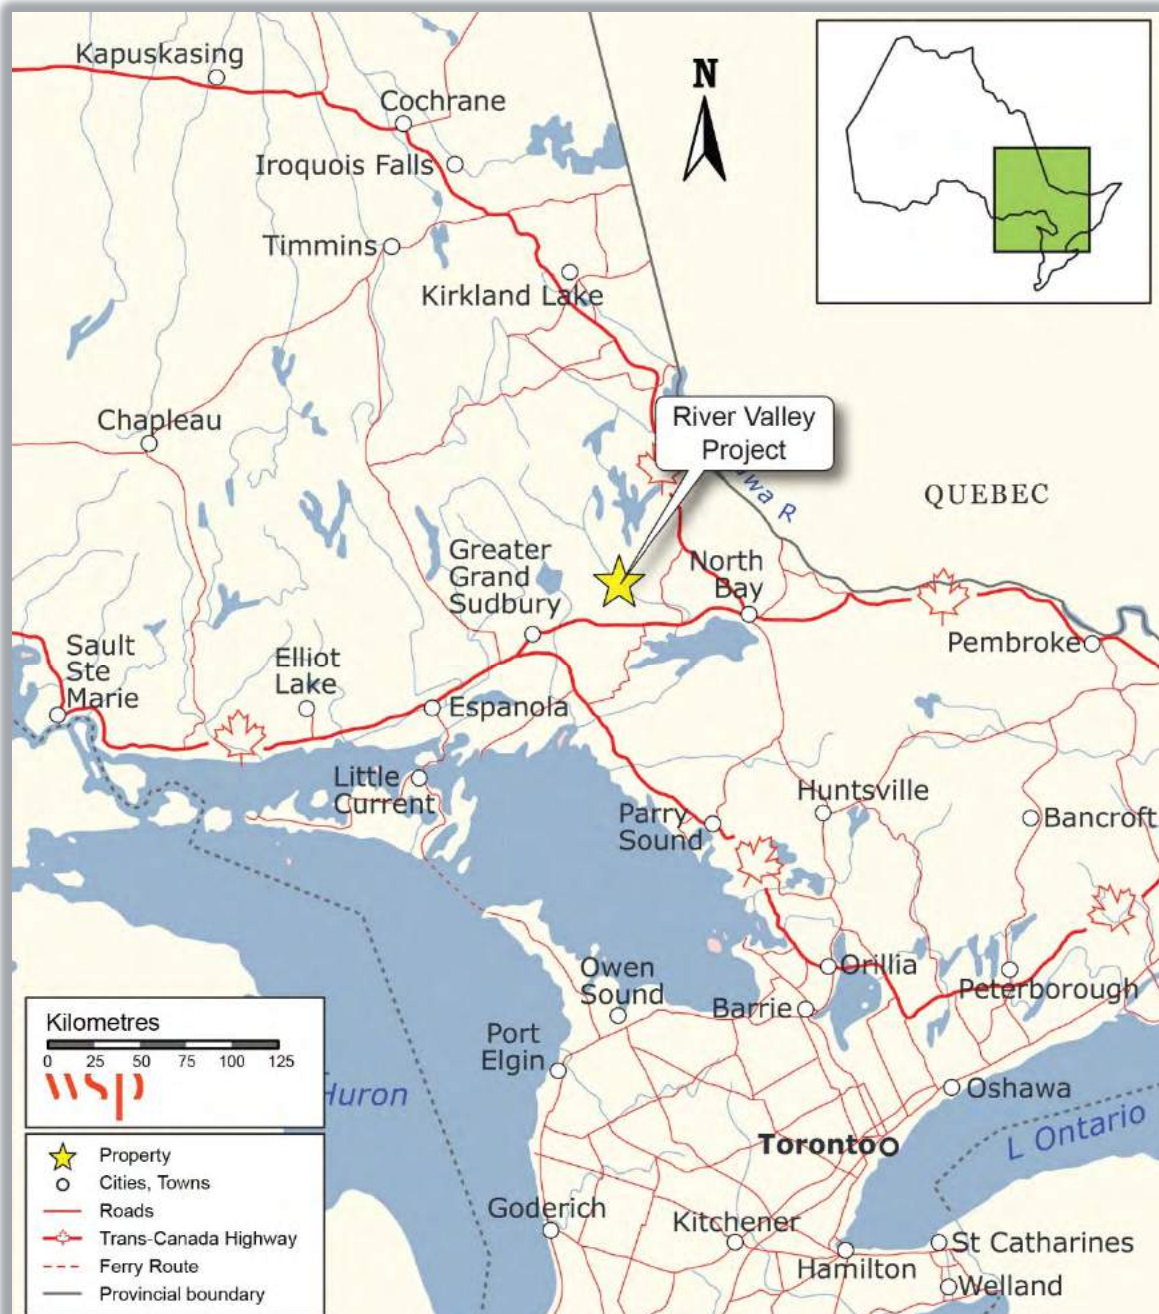 Kapuskasing
N
Cochrane
Iroquois Falls
Timmins
Kirkland Lake
River Valley
Project
Chapleau
QUEBEC
Greater
Grand
Sudbury
North
Bay
Pembroke
Sault
Ste
Marie
Elliot
Lake
Espanola
Little
Current
Huntsville
Parry
Sound
Bancroft
Owen
Sound
Orillia
Peterborough
Barrie
Port
Elgin
Kilometres
0 25 50 75 100 125
wsp
Huron
Oshawa
L Ontario
Toronto
Property
Cities, Towns
Roads
Trans-Canada Highway
Ferry Route
Provincial boundary
Goderich
Kitchener
Hamilton
St Catharines
Welland